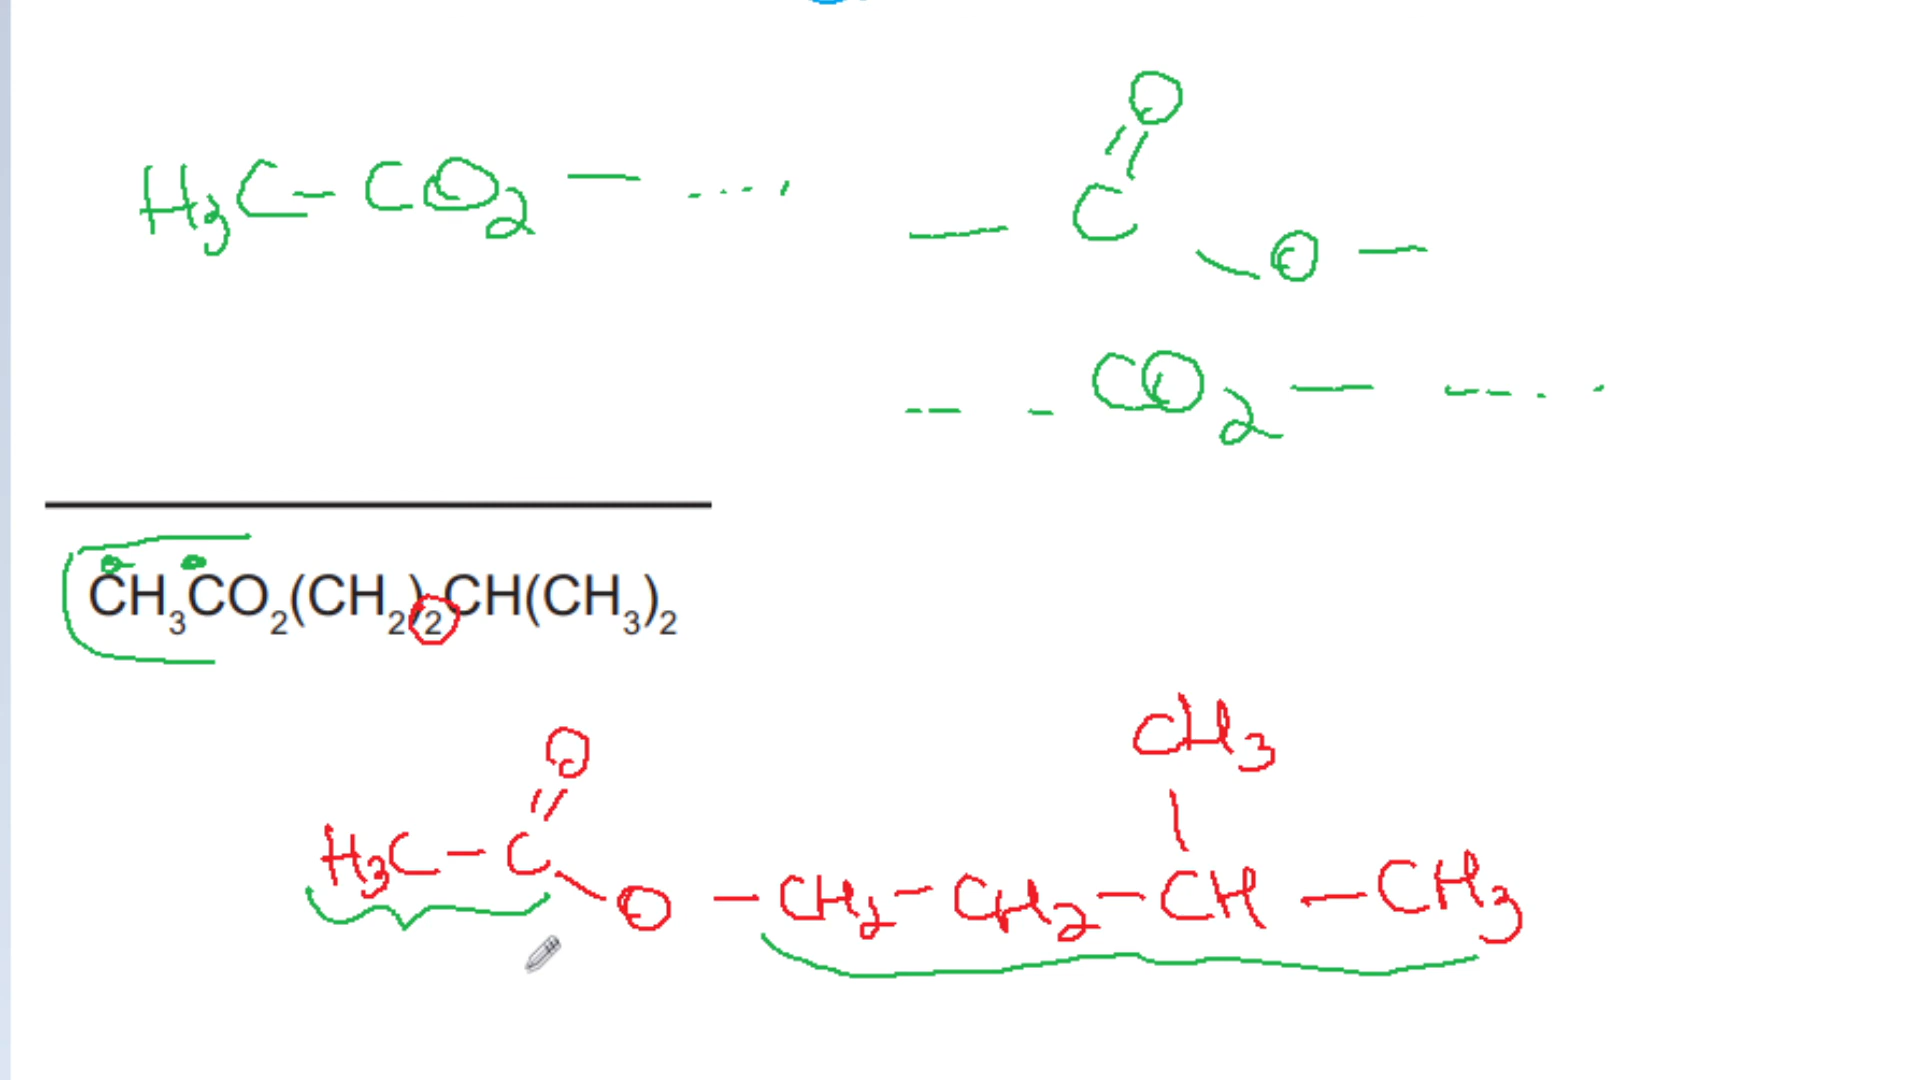 H₃C-CO₂—....
O
— C
O —
-- - CO₂ — ----
CH₃CO₂(CH₂)₂CH(CH₃)₂
CH₃
O
H₃C-C
O-CH₂-CH₂-CH-CH₃